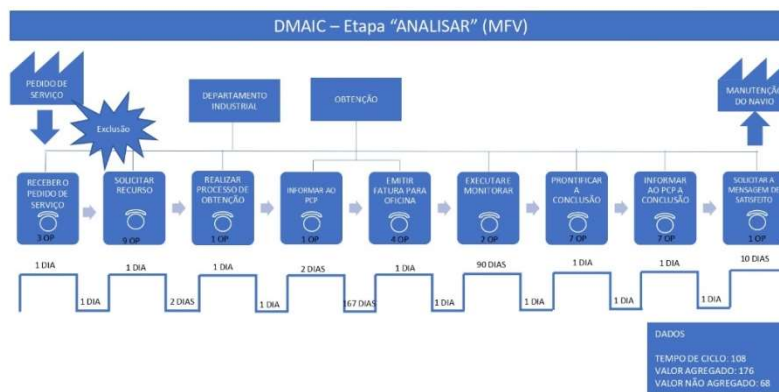 DMAIC – Etapa "ANALISAR" (MFV)
PEDIDO DE
SERVIÇO
Exclusão
DEPARTAMENTO
INDUSTRIAL
OBTENÇÃO
MANUTENÇÃO
DO NAVIO
RECEBER O
PEDIDO DE
SERVIÇO
3 OP
SOLICITAR
RECURSO
9 OP
REALIZAR
PROCESSO DE
OBTENÇÃO
1 OP
INFORMAR AO
PCP
1 OP
EMITIR
FATURA PARA
OFICINA
4 OP
EXECUTAR E
MONITORAR
2 OP
PRONTIFICAR
A
CONCLUSÃO
7 OP
INFORMAR
AO PCP A
CONCLUSÃO
7 OP
SOLICITAR A
MENSAGEM DE
SATISFEITO
1 OP
1 DIA
1 DIA
1 DIA
2 DIAS
1 DIA
90 DIAS
1 DIA
1 DIA
10 DIAS
1 DIA
2 DIAS
1 DIA
167 DIAS
1 DIA
1 DIA
1 DIA
1 DIA
DADOS
TEMPO DE CICLO: 108
VALOR AGREGADO: 176
VALOR NÃO AGREGADO: 68